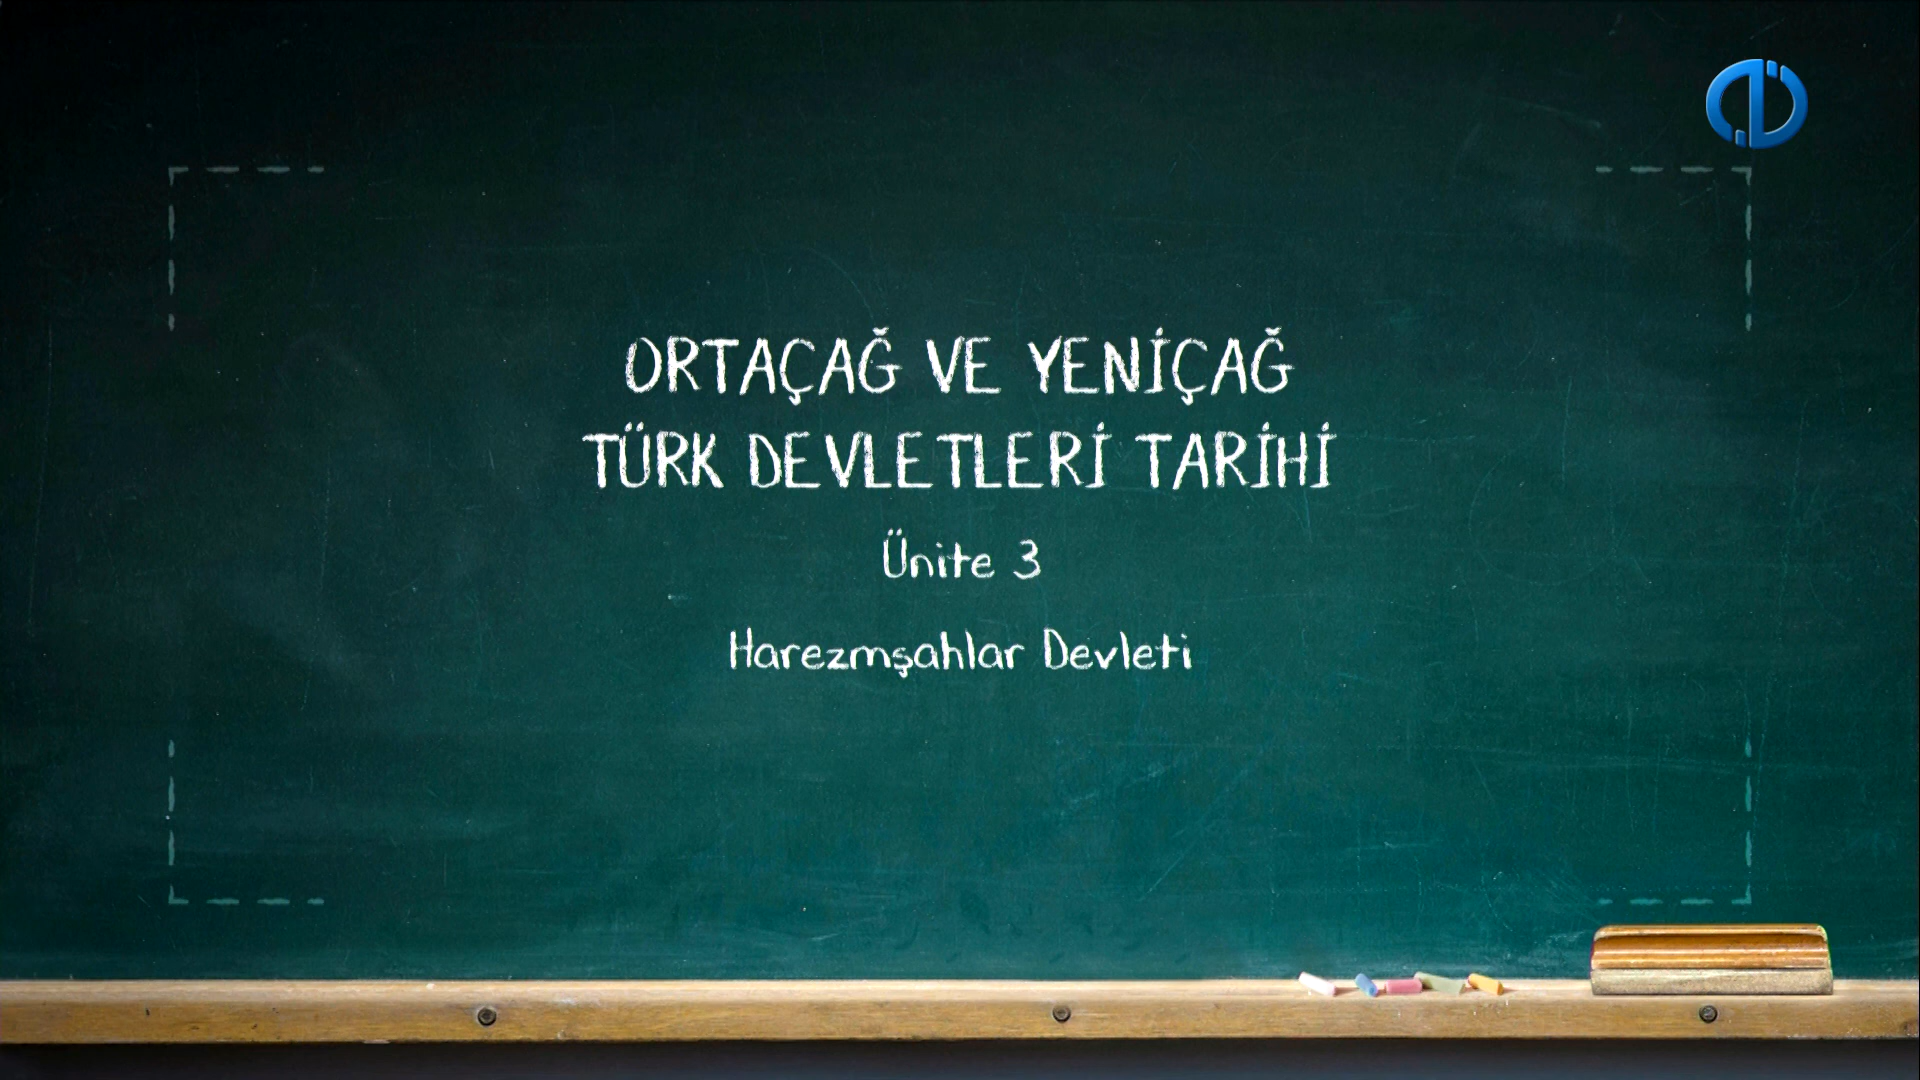 ORTAÇAĞ VE YENİÇAĞ
TÜRK DEVLETLERİ TARİHİ
Ünite 3
Harezmşahlar Devleti